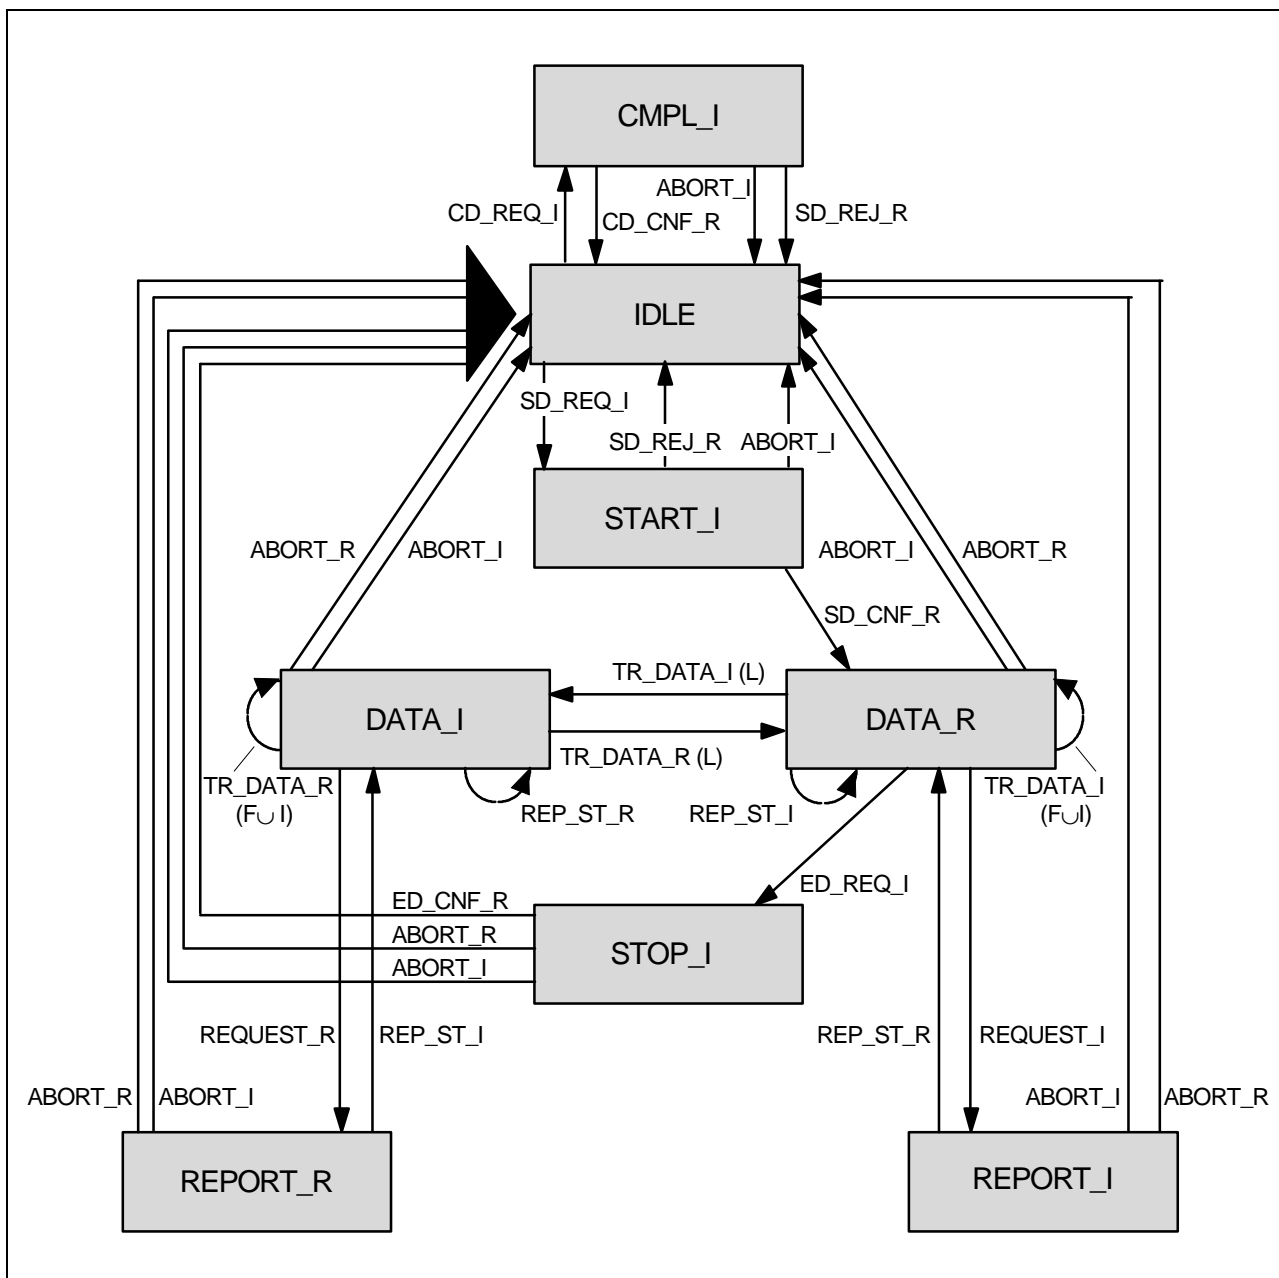 CMPL_I
ABORT_I
CD_REQ_I
CD_CNF_R
SD_REJ_R
IDLE
SD_REQ_I
SD_REJ_R
ABORT_I
START_I
ABORT_R
ABORT_I
ABORT_I
ABORT_R
SD_CNF_R
TR_DATA_I (L)
DATA_I
DATA_R
TR_DATA_R (L)
TR_DATA_R
(F∪ I)
REP_ST_R
REP_ST_I
TR_DATA_I
(F∪I)
ED_REQ_I
ED_CNF_R
ABORT_R
ABORT_I
STOP_I
REQUEST_R
REP_ST_I
REP_ST_R
REQUEST_I
ABORT_R
ABORT_I
ABORT_I
ABORT_R
REPORT_R
REPORT_I